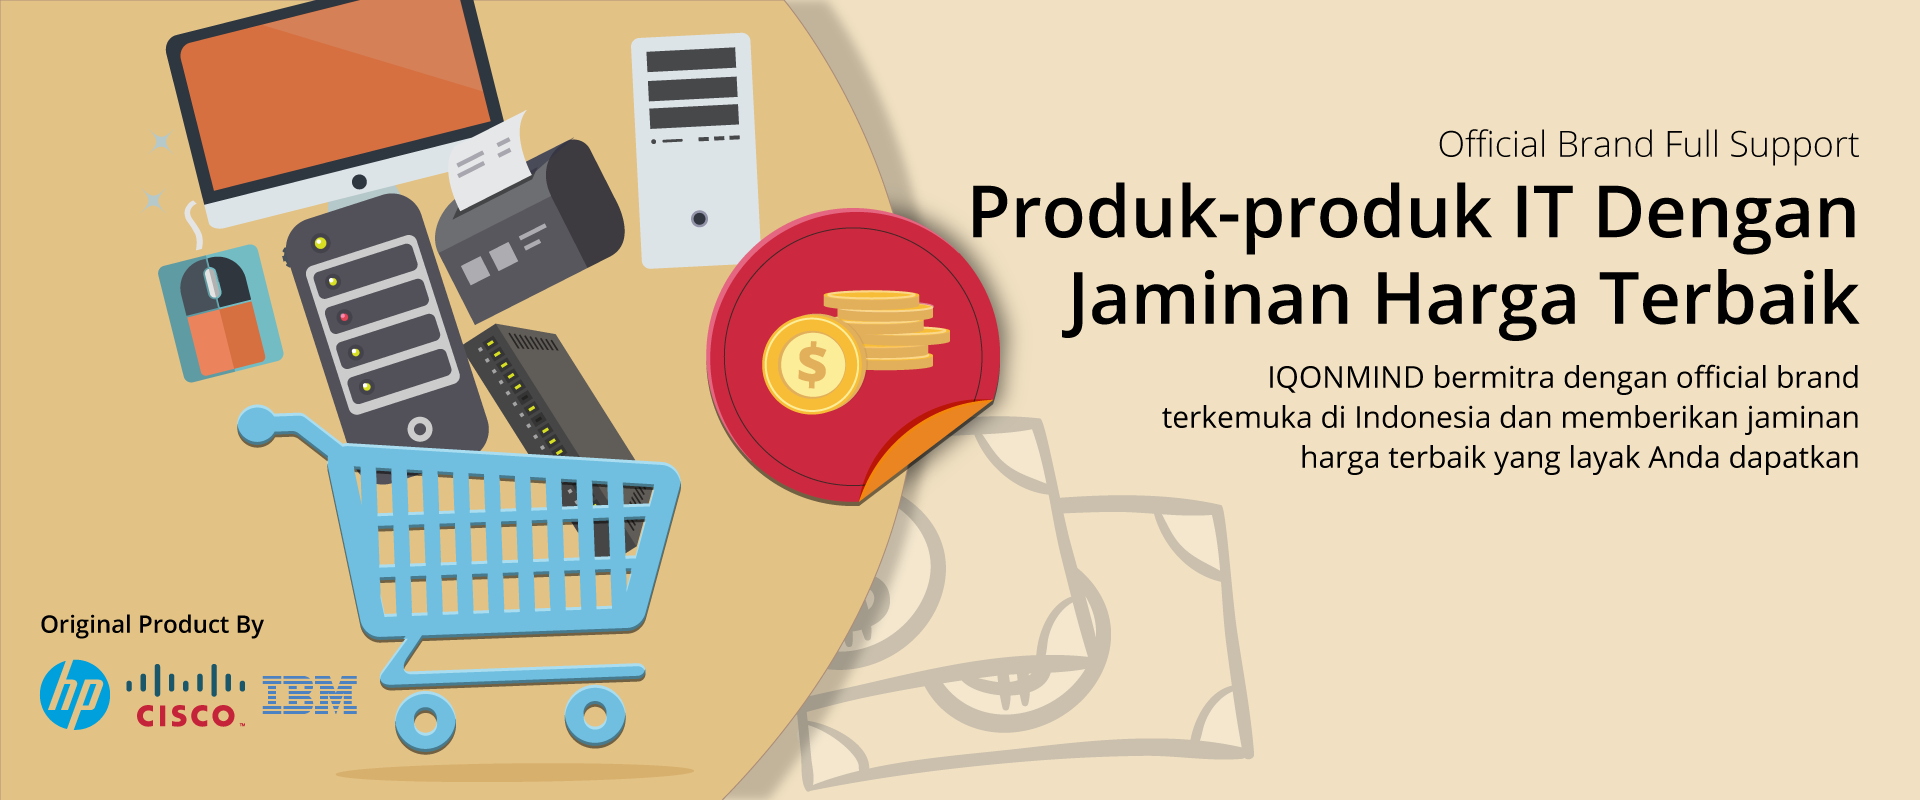 Official Brand Full Support
Produk-produk IT Dengan
Jaminan Harga Terbaik
IQONMIND bermitra dengan official brand
terkemuka di Indonesia dan memberikan jaminan
harga terbaik yang layak Anda dapatkan
$
Original Product By
hp
CISCO™
IBM